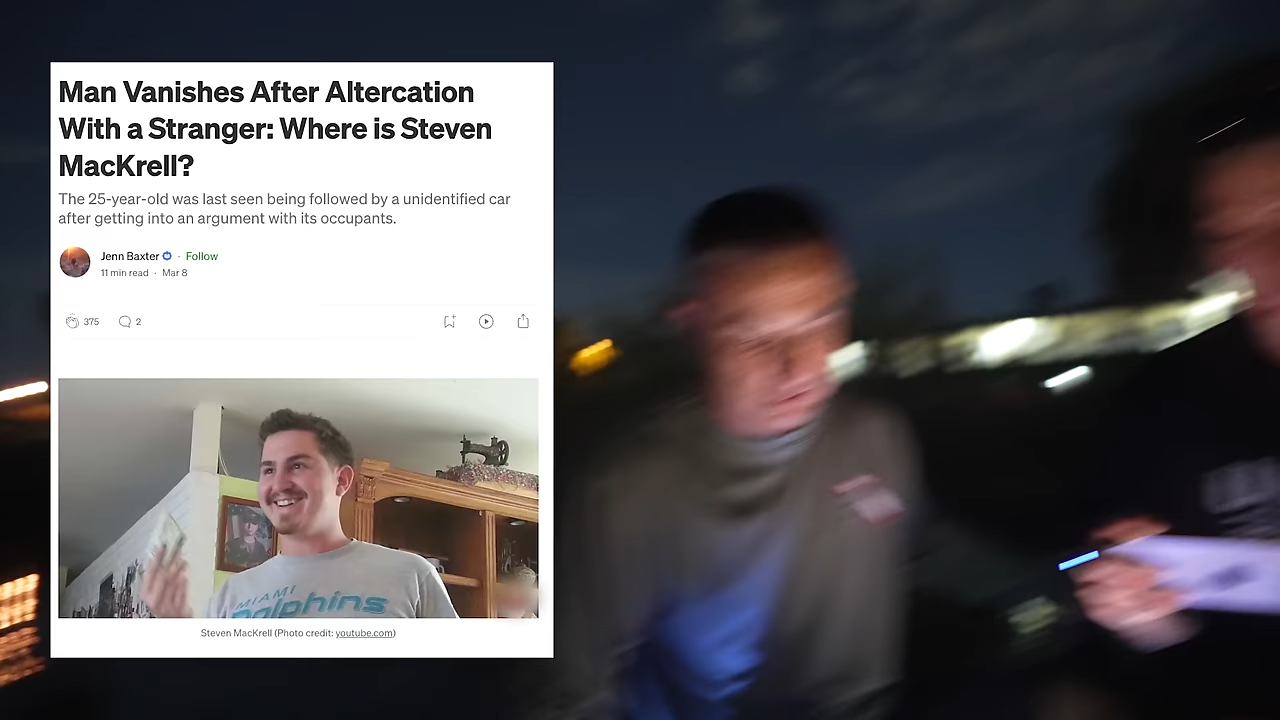 Man Vanishes After Altercation
With a Stranger: Where is Steven
MacKrell?
The 25-year-old was last seen being followed by a unidentified car
after getting into an argument with its occupants.
Jenn Baxter · Follow
11 min read · Mar 8
375 2
MIAMI
Dolphins
Steven MacKrell (Photo credit: youtube.com)